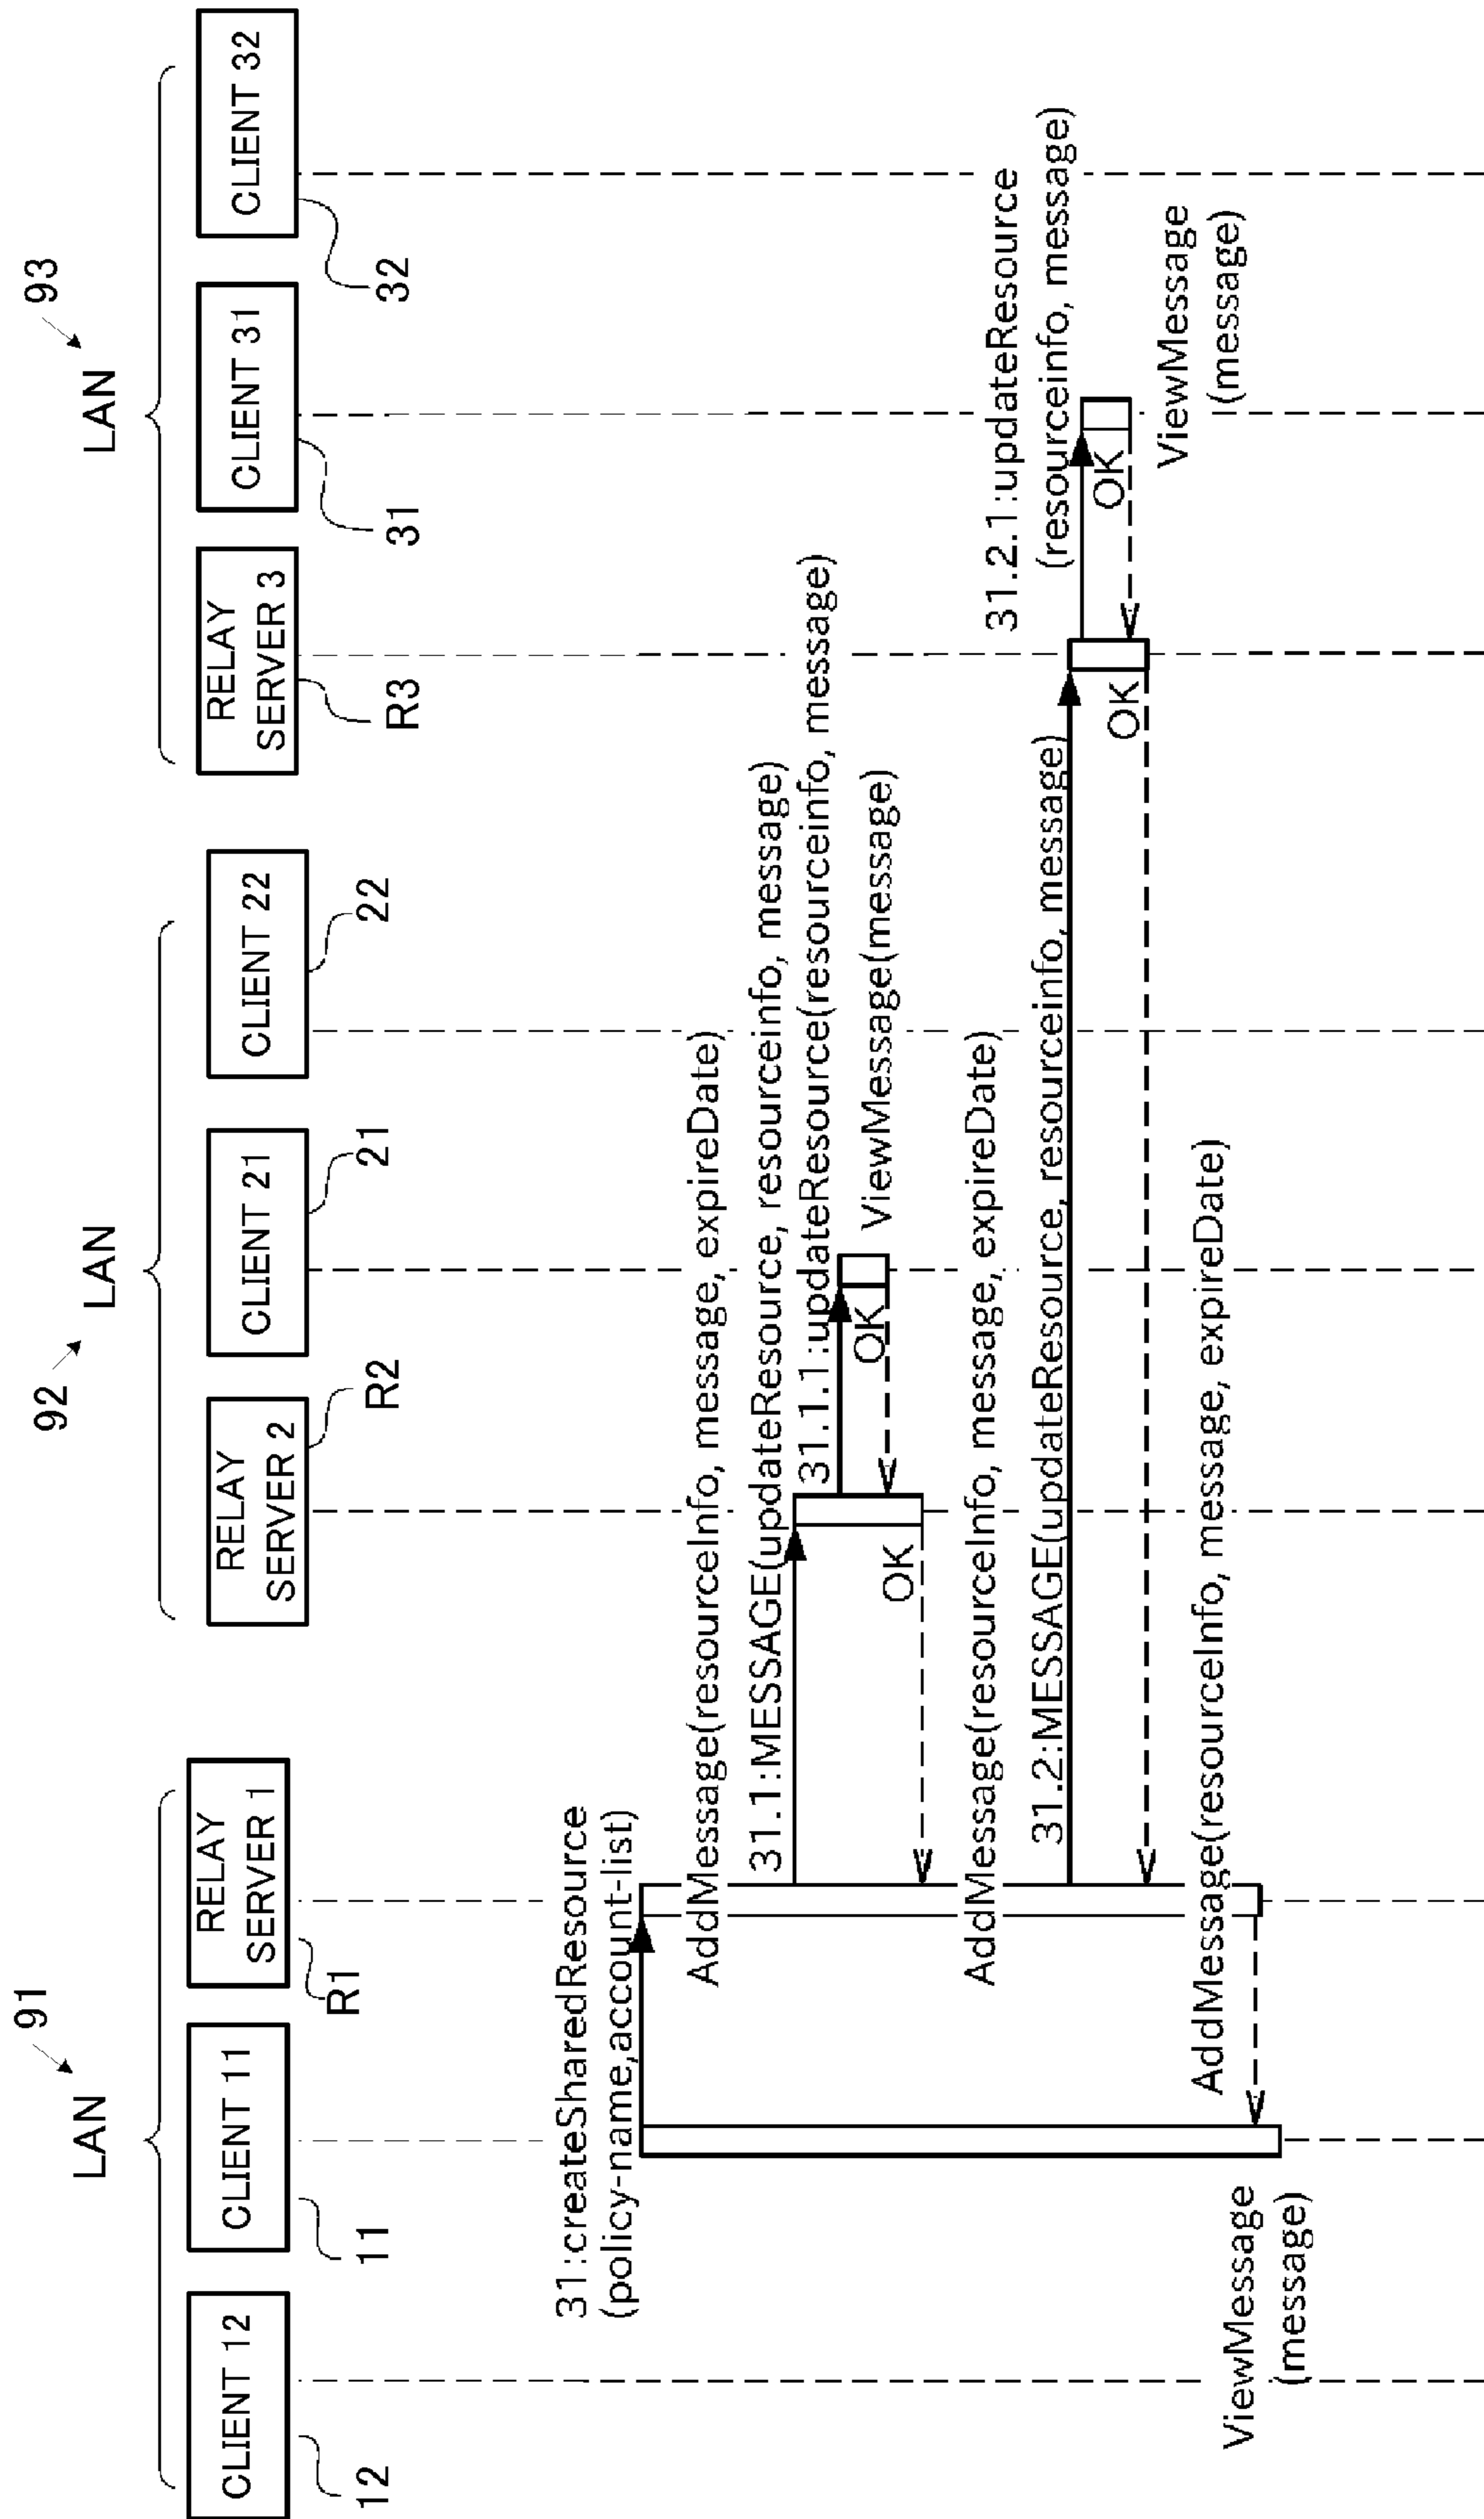 91
LAN
92
LAN
93
LAN
CLIENT 12
CLIENT 11
RELAY
SERVER 1
RELAY
SERVER 2
CLIENT 21
CLIENT 22
RELAY
SERVER 3
CLIENT 31
CLIENT 32
12
11
R1
R2
21
22
R3
31
32
31:createSharedResource
(policy-name,account-list)
AddMessage(resourceInfo, message, expireDate)
31.1:MESSAGE(updateResource, resourceinfo, message)
31.1.1:updateResource(resourceinfo, message)
OK
ViewMessage(message)
OK
AddMessage(resourceInfo, message, expireDate)
31.2:MESSAGE(updateResource, resourceinfo, message)
31.2.1:updateResource
(resourceinfo, message)
OK
OK
ViewMessage
(message)
AddMessage(resourceInfo, message, expireDate)
ViewMessage
(message)